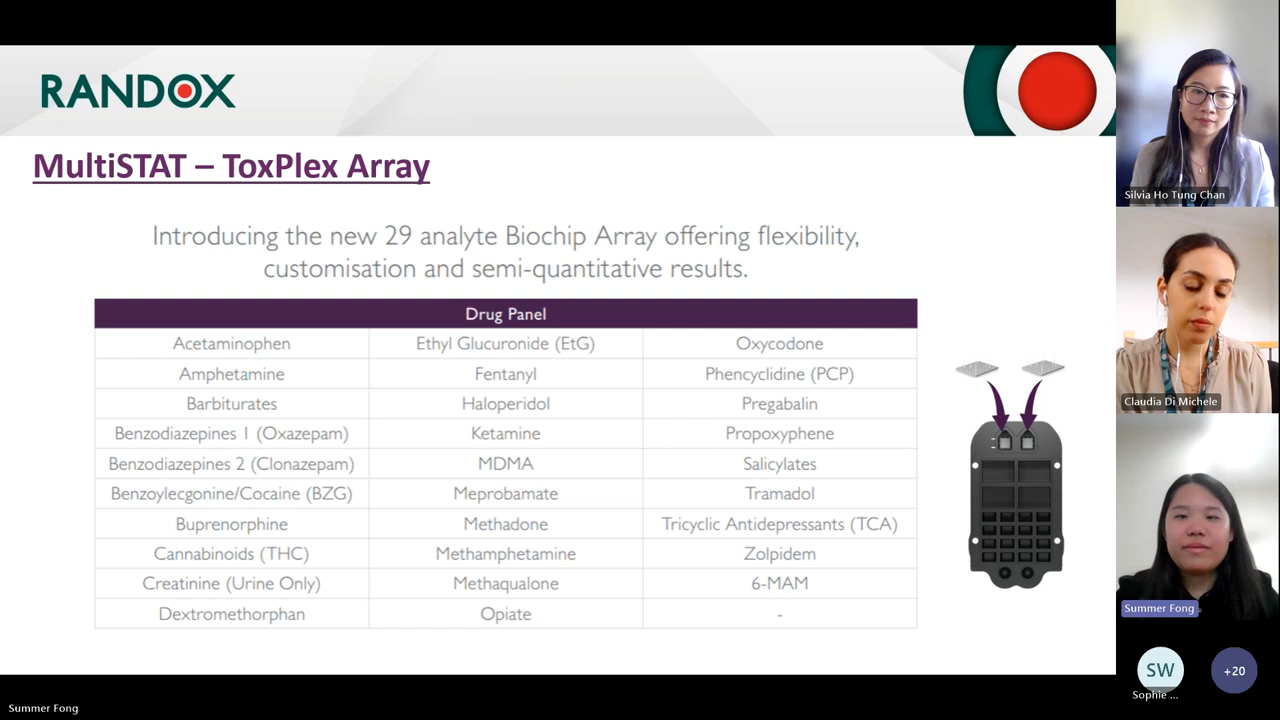 RANDOX
MultiSTAT – ToxPlex Array
Introducing the new 29 analyte Biochip Array offering flexibility,
customisation and semi-quantitative results.
Drug Panel
Acetaminophen Ethyl Glucuronide (EtG) Oxycodone
Amphetamine Fentanyl Phencyclidine (PCP)
Barbiturates Haloperidol Pregabalin
Benzodiazepines 1 (Oxazepam) Ketamine Propoxyphene
Benzodiazepines 2 (Clonazepam) MDMA Salicylates
Benzoylecgonine/Cocaine (BZG) Meprobamate Tramadol
Buprenorphine Methadone Tricyclic Antidepressants (TCA)
Cannabinoids (THC) Methamphetamine Zolpidem
Creatinine (Urine Only) Methaqualone 6-MAM
Dextromethorphan Opiate -
Silvia Ho Tung Chan
Claudia Di Michele
Summer Fong
SW
Sophie ...
+20
Summer Fong